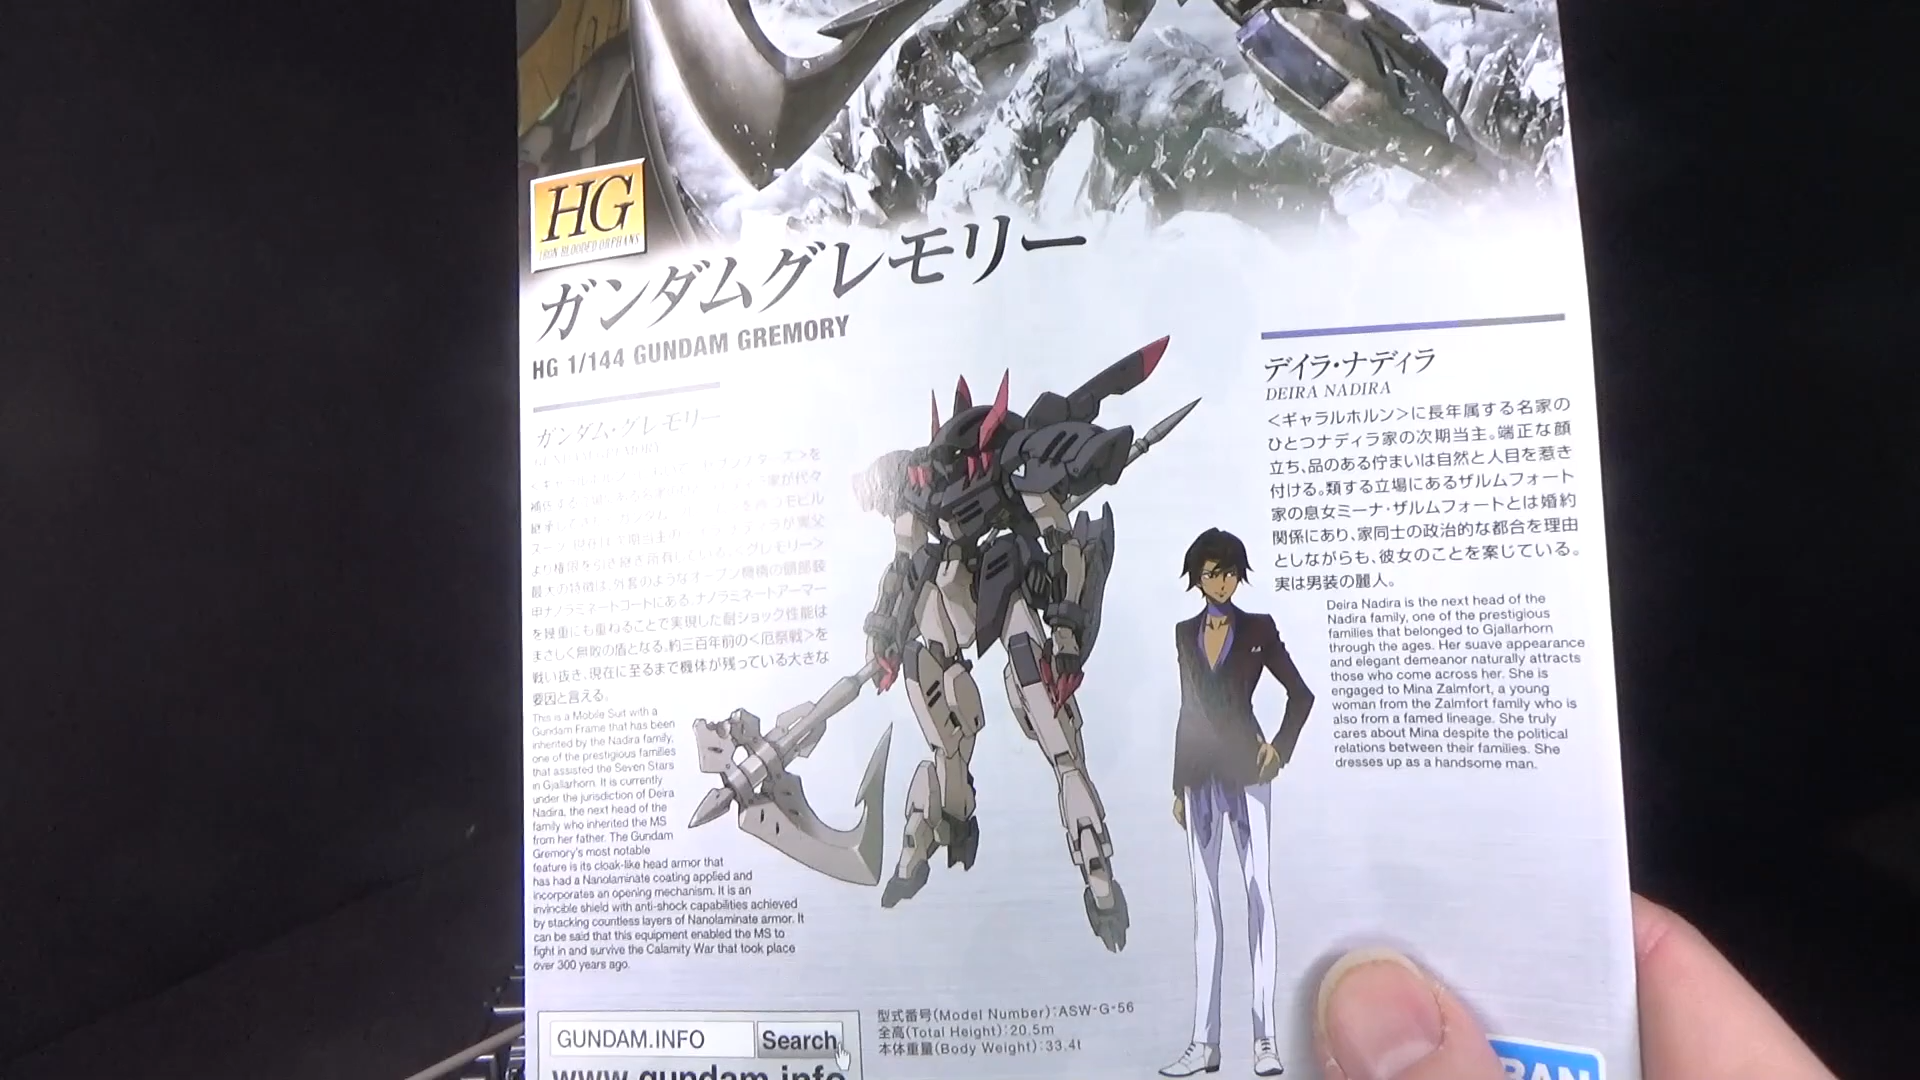 HG
IRON BLOODED ORPHANS
ガンダムグレモリー
HG 1/144 GUNDAM GREMORY
ガンダム・グレモリー
継承
より権限を引き継ぎ所有している。<グレモリー>
最大の特徴は、外套のようなオープン機構の頭部装
甲ナノラミネートコートにある。ナノラミネートアーマー
を幾重にも重ねることで実現した耐ショック性能は
まさしく無敵の盾となる。約三百年前の<厄祭戦>を
戦い抜き、現在に至るまで機体が残っている大きな
要因と言える。
This is a Mobile Suit with a
Gundam Frame that has been
inherited by the Nadira family,
one of the prestigious families
that assisted the Seven Stars
in Gjallarhorn. It is currently
under the jurisdiction of Deira
Nadira, the next head of the
family who inherited the MS
from her father. The Gundam
Gremory's most notable
feature is its cloak-like head armor that
has had a Nanolaminate coating applied and
incorporates an opening mechanism. It is an
invincible shield with anti-shock capabilities achieved
by stacking countless layers of Nanolaminate armor. It
can be said that this equipment enabled the MS to
fight in and survive the Calamity War that took place
over 300 years ago.
デイラ・ナディラ
DEIRA NADIRA
<ギャラルホルン>に長年属する名家の
ひとつナディラ家の次期当主。端正な顔
立ち、品のある佇まいは自然と人目を惹き
付ける。類する立場にあるザルムフォート
家の息女ミーナ・ザルムフォートとは婚約
関係にあり、家同士の政治的な都合を理由
としながらも、彼女のことを案じている。
実は男装の麗人。
Deira Nadira is the next head of the
Nadira family, one of the prestigious
families that belonged to Gjallarhorn
through the ages. Her suave appearance
and elegant demeanor naturally attracts
those who come across her. She is
engaged to Mina Zalmfort, a young
woman from the Zalmfort family who is
also from a famed lineage. She truly
cares about Mina despite the political
relations between their families. She
dresses up as a handsome man.
型式番号(Model Number):ASW-G-56
全高(Total Height):20.5m
本体重量(Body Weight):33.4t
GUNDAM.INFO Search
www.gundam.info